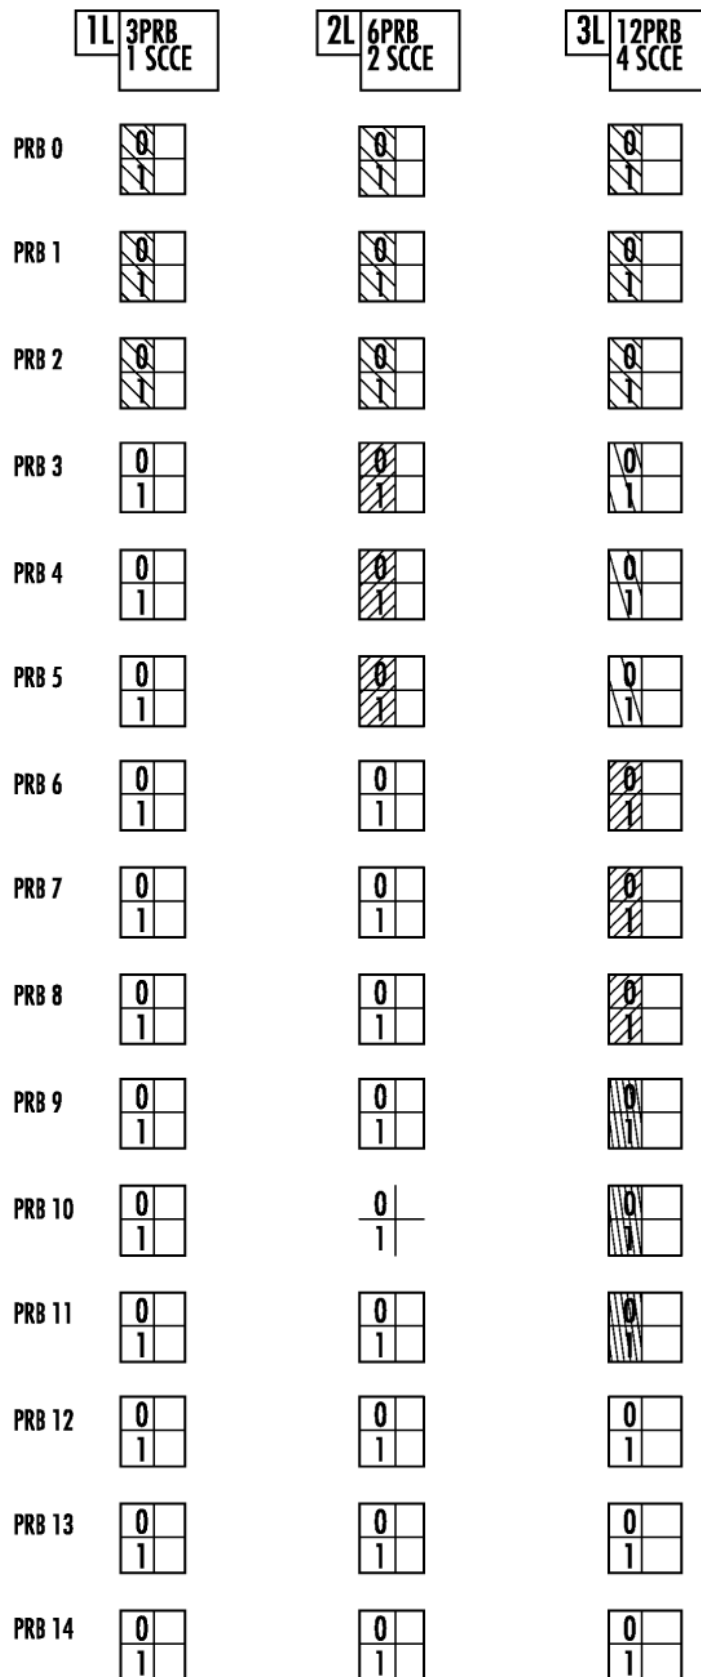 1L 3PRB 2L 6PRB 3L 12PRB
1 SCCE 2 SCCE 4 SCCE
PRB 0 0 0 0
1 1 1
PRB 1 0 0 0
1 1 1
PRB 2 0 0 0
1 1 1
PRB 3 0 0 0
1 1 1
PRB 4 0 0 0
1 1 1
PRB 5 0 0 0
1 1 1
PRB 6 0 0 0
1 1 1
PRB 7 0 0 0
1 1 1
PRB 8 0 0 0
1 1 1
PRB 9 0 0 0
1 1 1
PRB 10 0 0 0
1 1 1
PRB 11 0 0 0
1 1 1
PRB 12 0 0 0
1 1 1
PRB 13 0 0 0
1 1 1
PRB 14 0 0 0
1 1 1